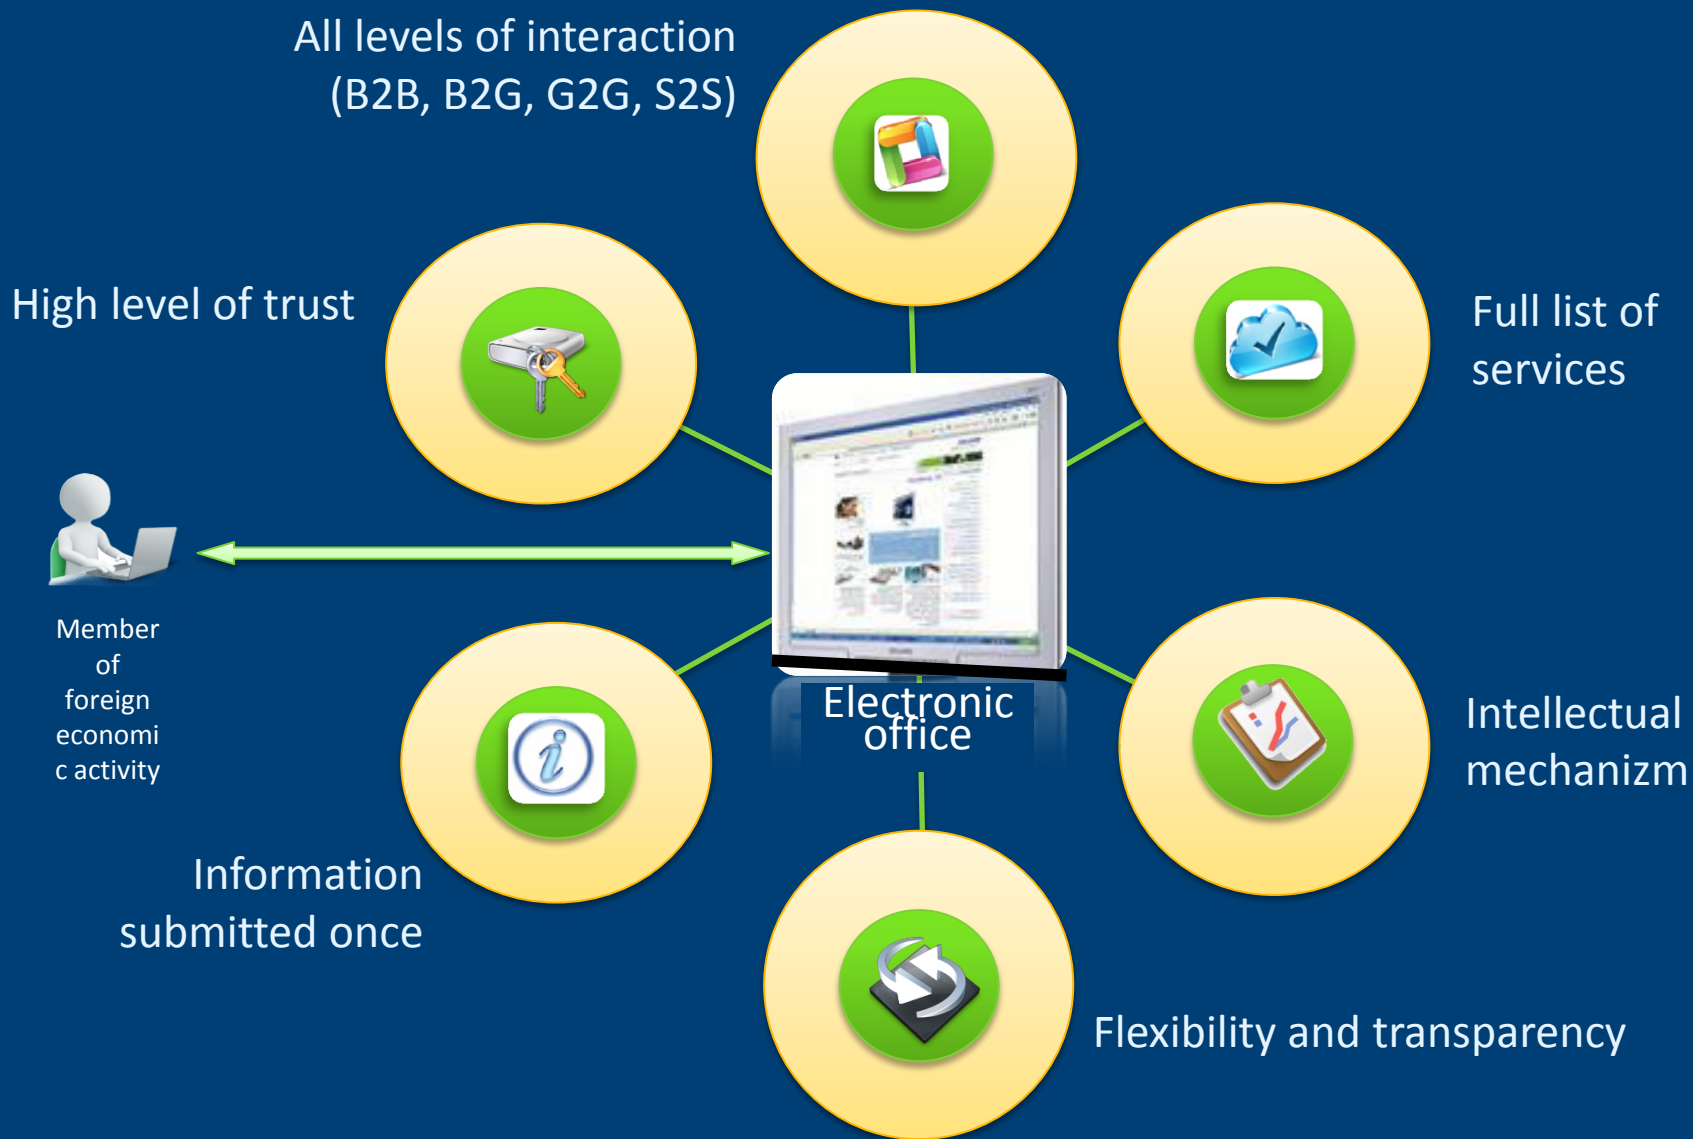 All levels of interaction
(B2B, B2G, G2G, S2S)
High level of trust
Full list of
services
Member
of
foreign
economi
c activity
Electronic
office
Intellectual
mechanizm
Information
submitted once
Flexibility and transparency